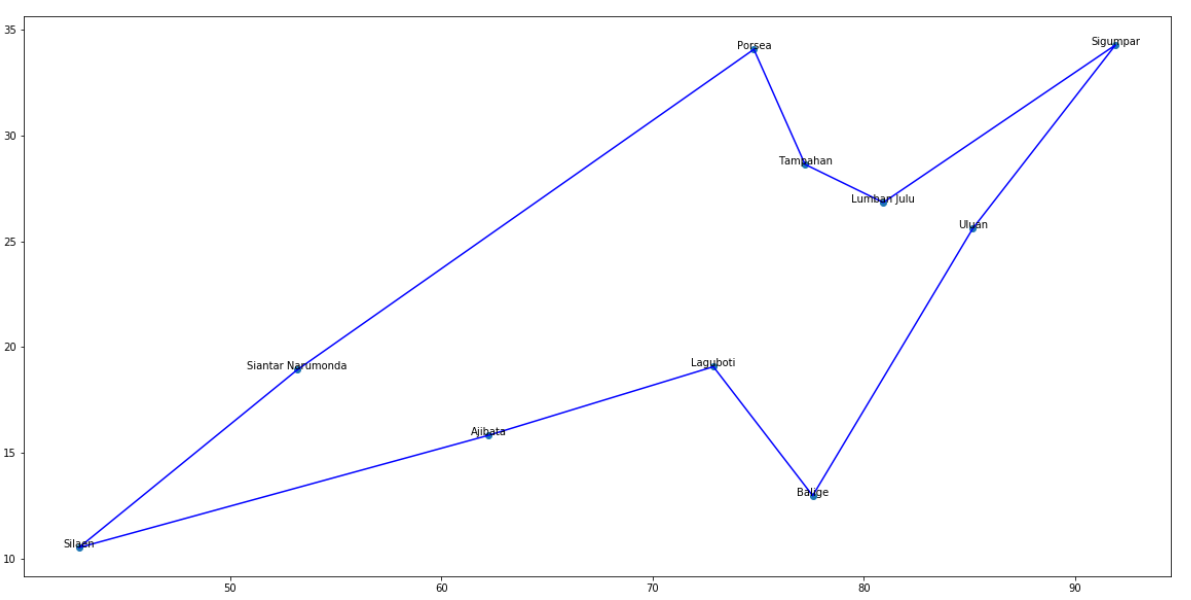 35
Sigumpar
Porsea
30
Tampahan
Lumban Julu
Uluan
25
20
Siantar Narumonda
Laguboti
15
Ajibata
Balige
10
Silaen
50
60
70
80
90